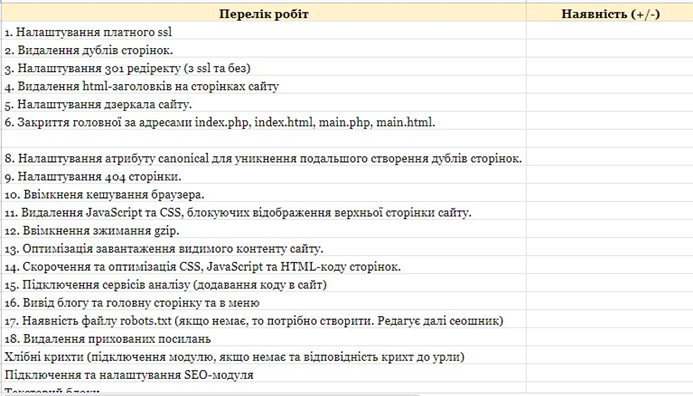 Перелік робіт
Наявність (+/-)
1. Налаштування платного ssl
2. Видалення дублів сторінок.
3. Налаштування 301 редіректу (з ssl та без)
4. Видалення html-заголовків на сторінках сайту
5. Налаштування дзеркала сайту.
6. Закриття головної за адресами index.php, index.html, main.php, main.html.
8. Налаштування атрибуту canonical для уникнення подальшого створення дублів сторінок.
9. Налаштування 404 сторінки.
10. Ввімкненя кешування браузера.
11. Видалення JavaScript та CSS, блокуючих відображення верхньої сторінки сайту.
12. Ввімкнення зжимання gzip.
13. Оптимізація завантаження видимого контенту сайту.
14. Скорочення та оптимізація CSS, JavaScript та HTML-коду сторінок.
15. Підключення сервісів аналізу (додавання коду в сайт)
16. Вивід блогу та головну сторінку та в меню
17. Наявність файлу robots.txt (якщо немає, то потрібно створити. Редагує далі сеошник)
18. Видалення прихованих посилань
Хлібні крихти (підключення модулю, якщо немає та відповідність крихт до урли)
Підключення та налаштування SEO-модуля
Текстовий блоки